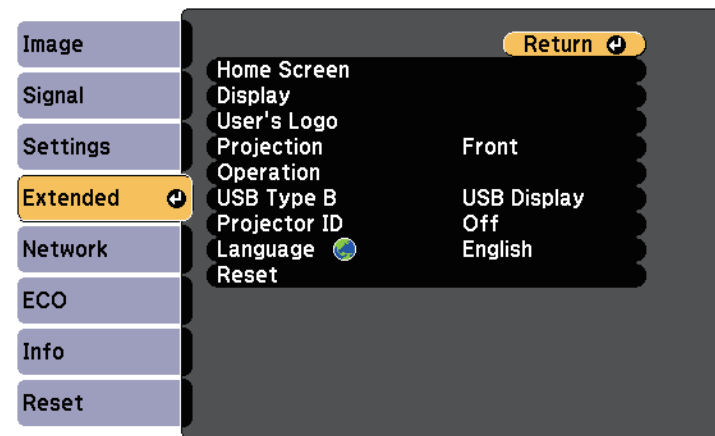 Image
Signal
Settings
Extended
Network
ECO
Info
Reset
Return
Home Screen
Display
User's Logo
Projection Front
Operation
USB Type B USB Display
Projector ID Off
Language English
Reset